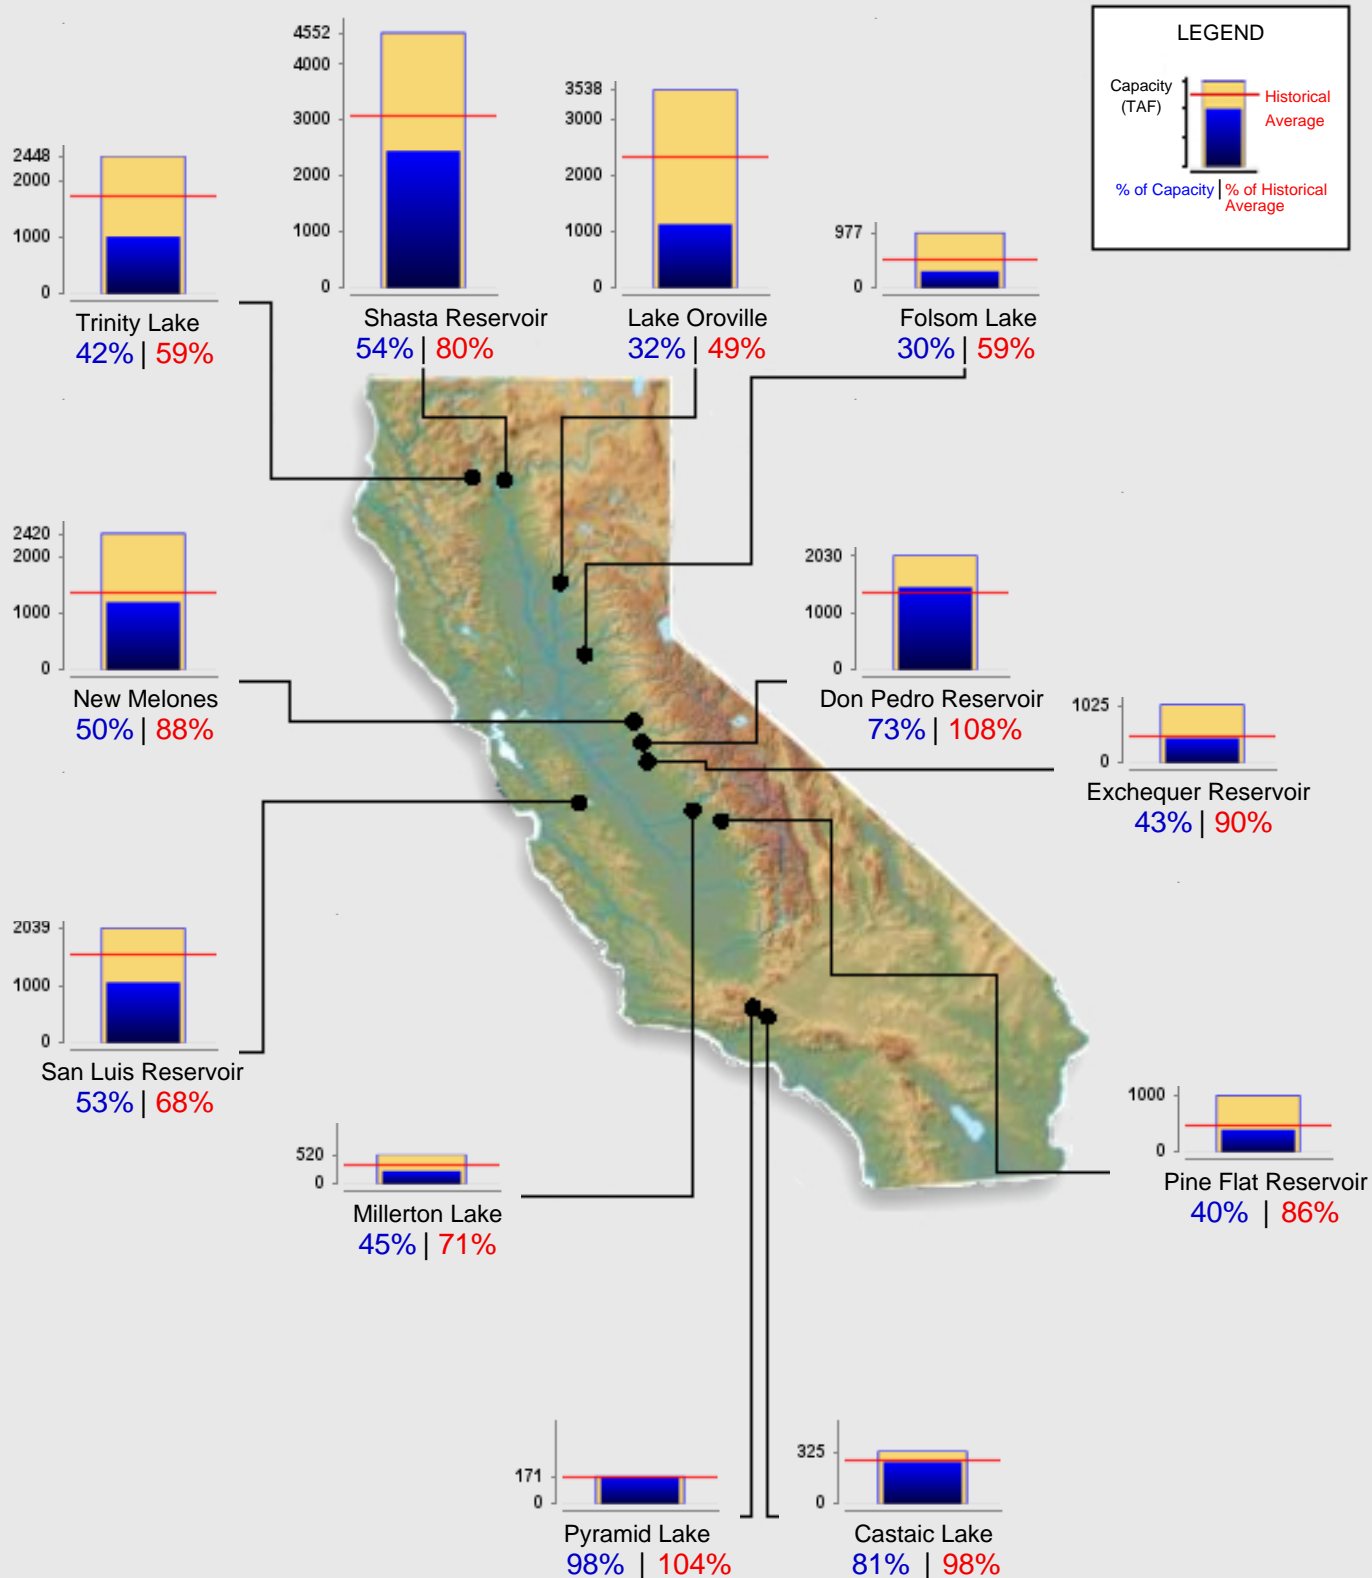 LEGEND
Capacity
(TAF)
Historical
Average
% of Capacity | % of Historical
Average
4552
4000
3000
2000
1000
0
Shasta Reservoir
54% | 80%
3538
3000
2000
1000
0
Lake Oroville
32% | 49%
2448
2000
1000
0
Trinity Lake
42% | 59%
977
0
Folsom Lake
30% | 59%
2420
2000
1000
0
New Melones
50% | 88%
2030
1000
0
Don Pedro Reservoir
73% | 108%
1025
0
Exchequer Reservoir
43% | 90%
2039
1000
0
San Luis Reservoir
53% | 68%
520
0
Millerton Lake
45% | 71%
1000
0
Pine Flat Reservoir
40% | 86%
171
0
Pyramid Lake
98% | 104%
325
0
Castaic Lake
81% | 98%